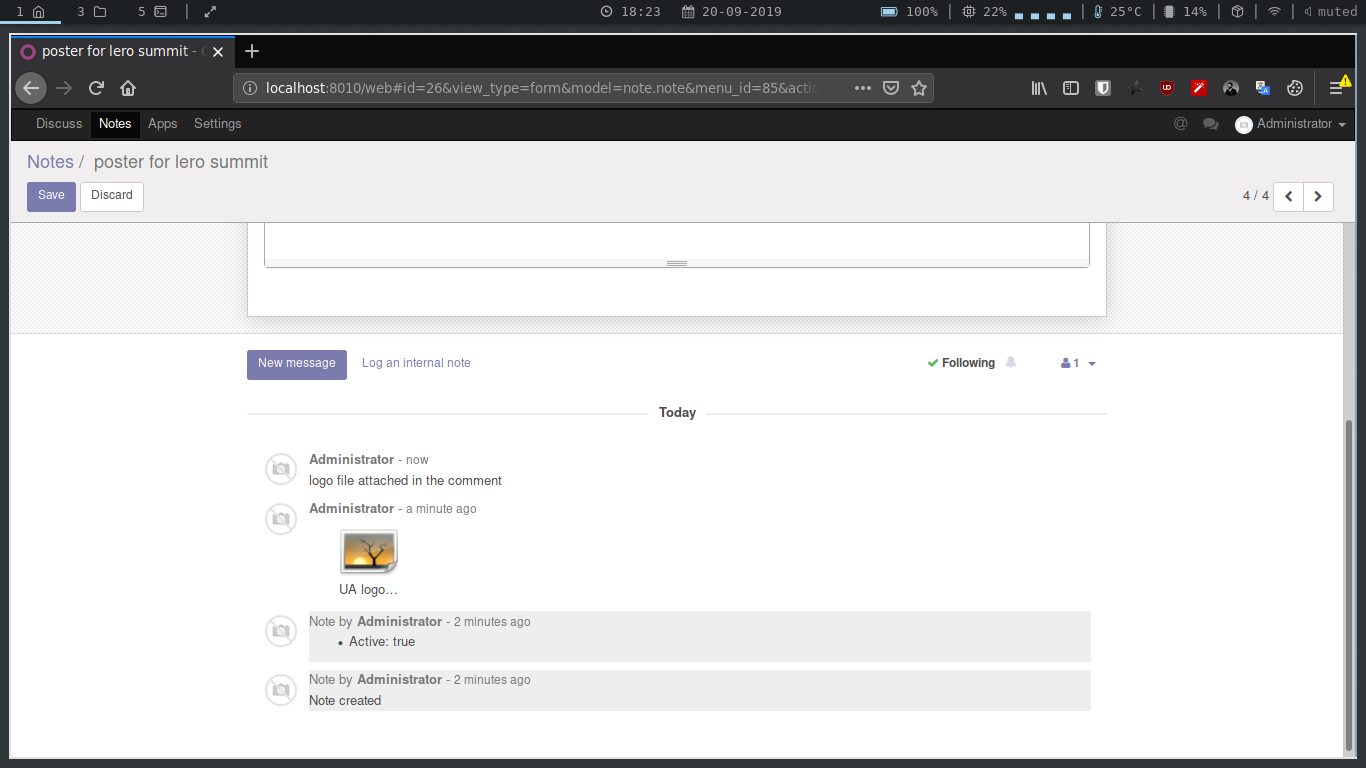 1 3 5 18:23 20-09-2019 100% 22% 25°C 14% muted
poster for lero summit -
localhost:8010/web#id=26&view_type=form&model=note.note&menu_id=85&acti
Discuss Notes Apps Settings @ Administrator
Notes / poster for lero summit
Save Discard 4 / 4
New message Log an internal note Following 1
Today
Administrator - now
logo file attached in the comment
Administrator - a minute ago
UA logo...
Note by Administrator - 2 minutes ago
• Active: true
Note by Administrator - 2 minutes ago
Note created